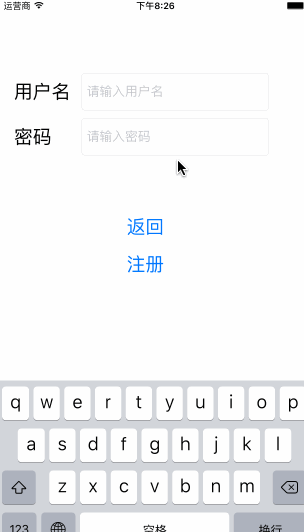 运营商 下午8:26
用户名 请输入用户名
密码 请输入密码
返回
注册
q w e r t y u i o p
a s d f g h j k l
z x c v b n m
123 空格 换行